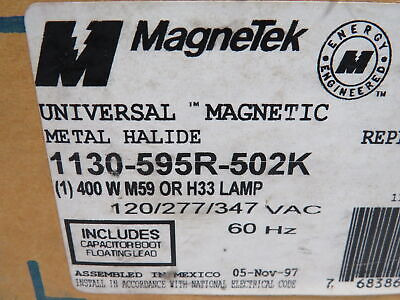 MagneTek
ENERGY ENGINEERED
UNIVERSAL ™ MAGNETIC
METAL HALIDE REP
1130-595R-502K
(1) 400 W M59 OR H33 LAMP
120/277/347 VAC
60 Hz
INCLUDES
CAPACITOR BOOT
FLOATING LEAD
ASSEMBLED IN MEXICO 05-Nov-97
INSTALL IN ACCORDANCE WITH NATIONAL ELECTRICAL CODE
7 68386